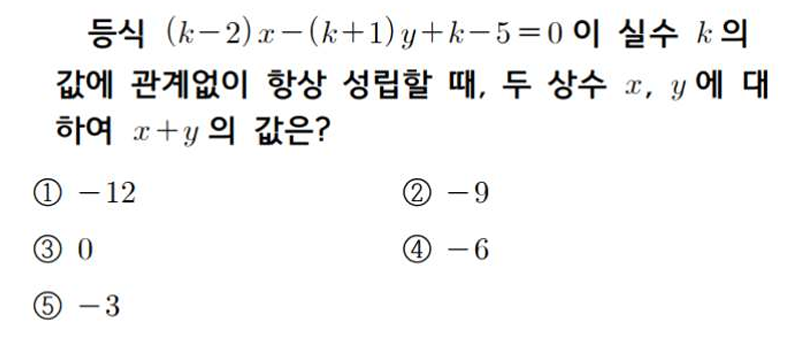 등식 (k−2)x−(k+1)y+k−5=0 이 실수 k 의
값에 관계없이 항상 성립할 때, 두 상수 x, y 에 대
하여 x+y 의 값은?
① −12 ② −9
③ 0 ④ −6
⑤ −3